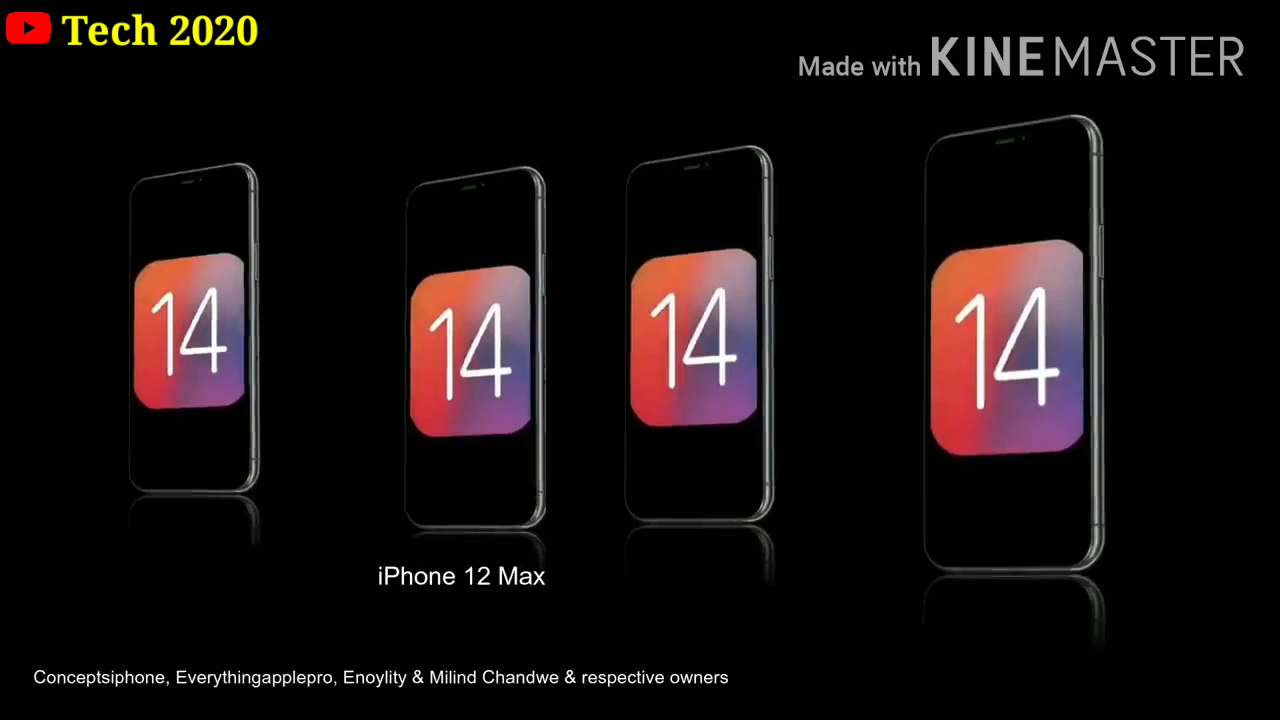 Tech 2020
Made with KINEMASTER
14
14
14
14
iPhone 12 Max
Conceptsiphone, Everythingapplepro, Enoylity & Milind Chandwe & respective owners